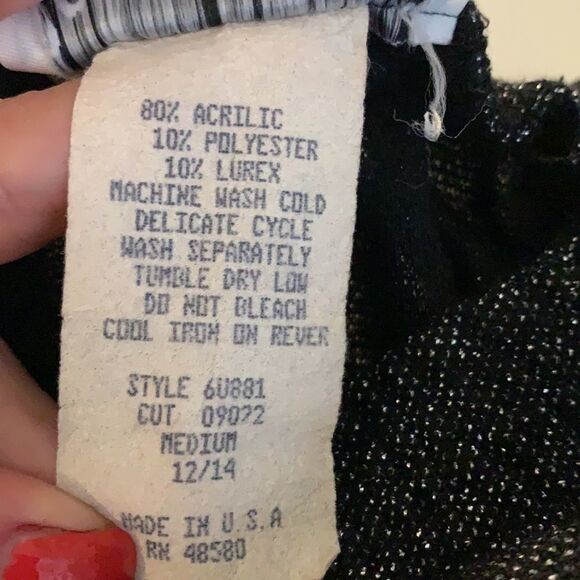 80% ACRILIC
10% POLYESTER
10% LUREX
MACHINE WASH COLD
DELICATE CYCLE
WASH SEPARATELY
TUMBLE DRY LOW
DO NOT BLEACH
COOL IRON ON REVER
STYLE 6U881
CUT 09022
MEDIUM
12/14
MADE IN U.S.A
RN 48580